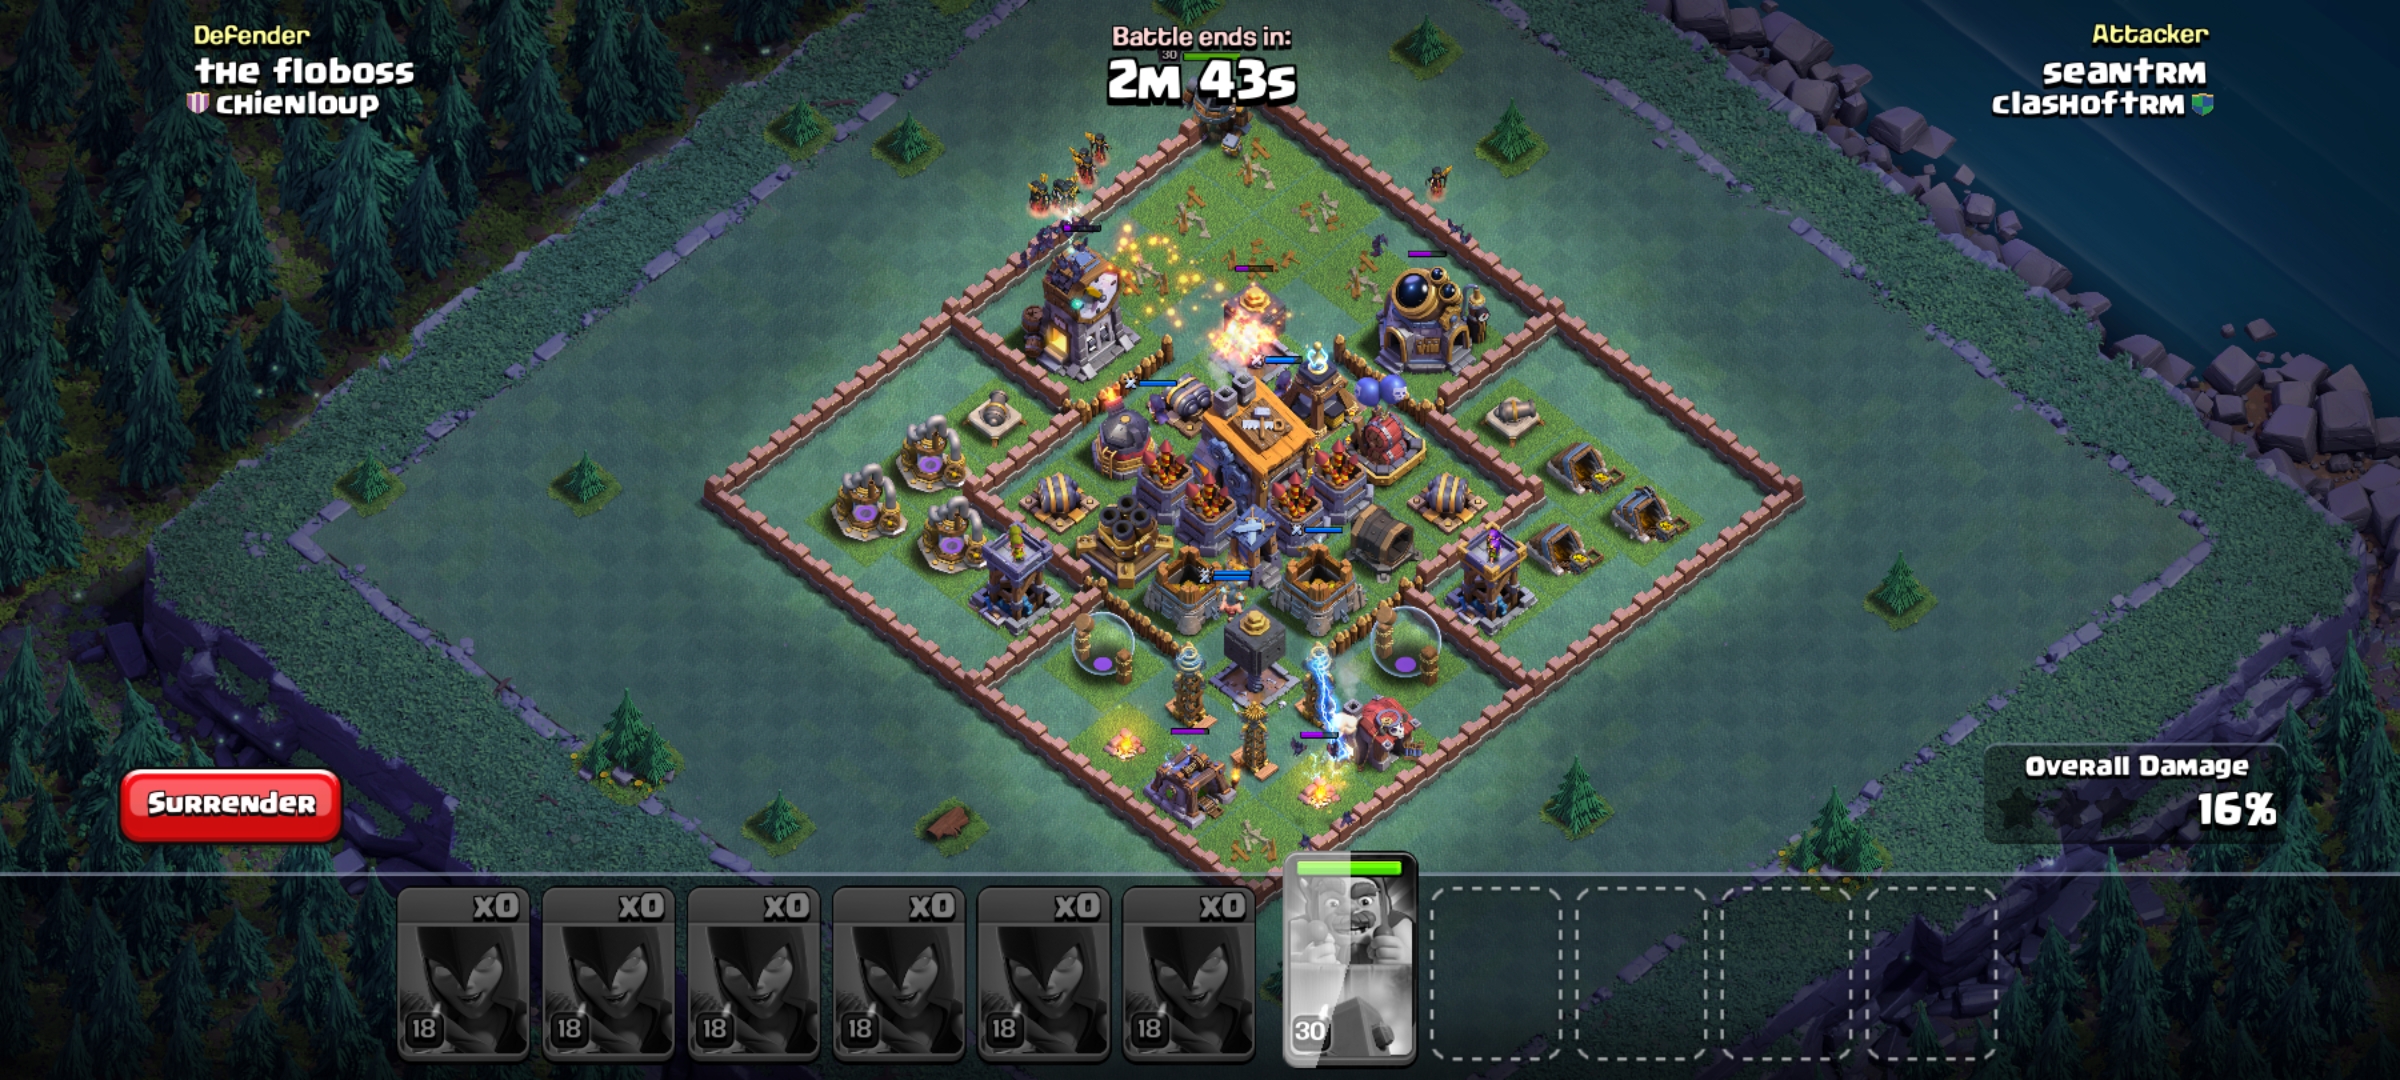 Defender
tHE floboss
CHIENloup
Battle ends in:
30
2M 43s
Attacker
seantRM
clashoftRM
Surrender
Overall Damage
16%
x0
x0
x0
x0
x0
x0
18
18
18
18
18
18
30